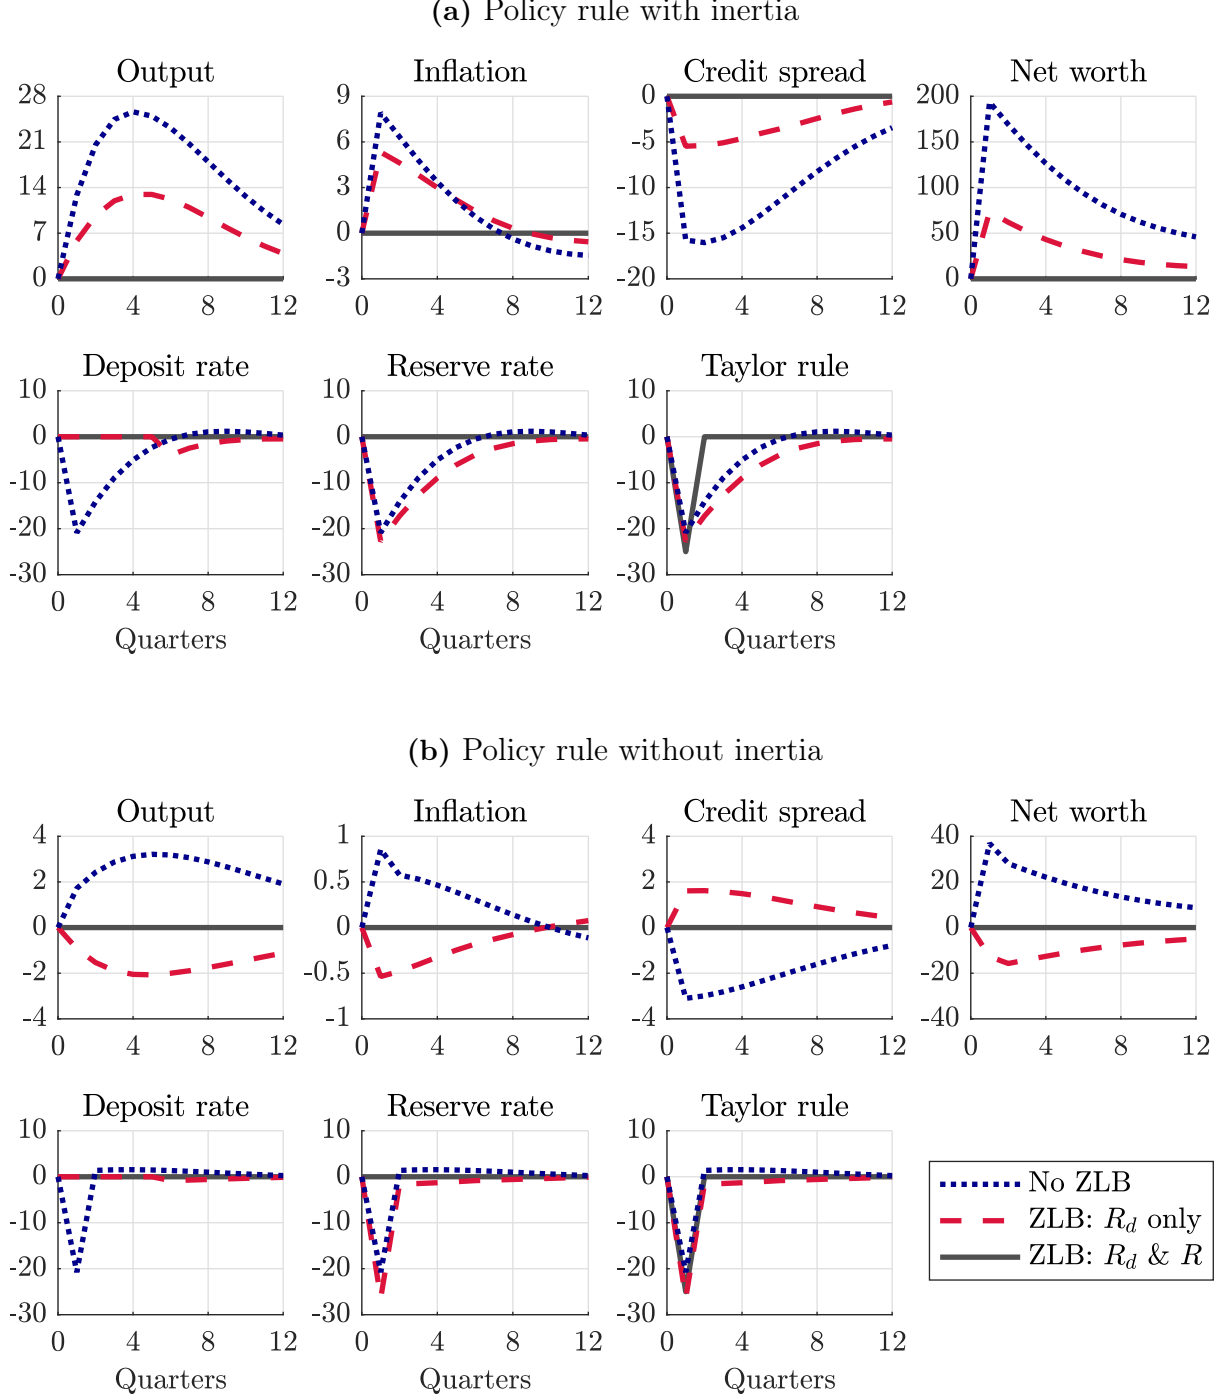 (a) Policy rule with inertia
Output Inflation Credit spread Net worth
28 9 0 200
21 6 -5 150
14 3 -10 100
7 0 -15 50
0 -3 -20 0
0 4 8 12 0 4 8 12 0 4 8 12 0 4 8 12
Deposit rate Reserve rate Taylor rule
10 10 10
0 0 0
-10 -10 -10
-20 -20 -20
-30 -30 -30
0 4 8 12 0 4 8 12 0 4 8 12
Quarters Quarters Quarters
(b) Policy rule without inertia
Output Inflation Credit spread Net worth
4 1 4 40
2 0.5 2 20
0 0 0 0
-2 -0.5 -2 -20
-4 -1 -4 -40
0 4 8 12 0 4 8 12 0 4 8 12 0 4 8 12
Deposit rate Reserve rate Taylor rule
10 10 10
0 0 0
-10 -10 -10
-20 -20 -20
-30 -30 -30
0 4 8 12 0 4 8 12 0 4 8 12
Quarters Quarters Quarters
No ZLB
ZLB: R_d only
ZLB: R_d & R